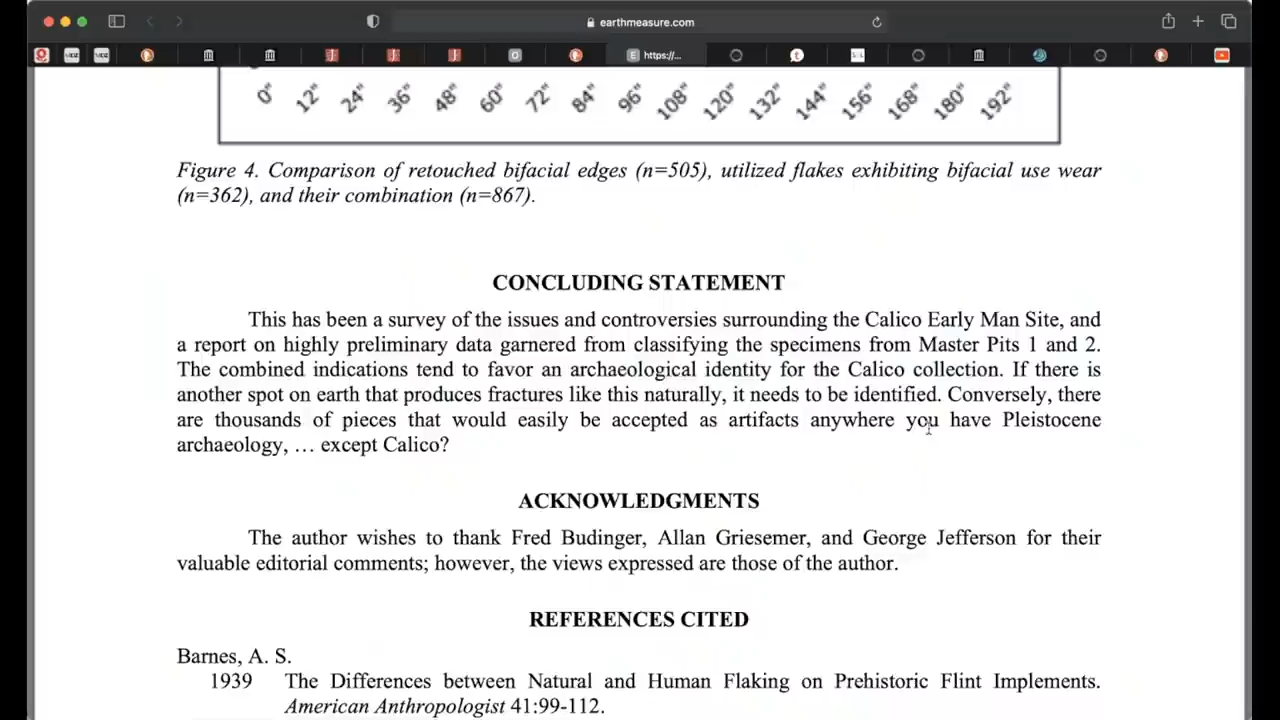 earthmeasure.com
https://...
0" 12" 24" 36" 48" 60" 72" 84" 96" 108" 120" 132" 144" 156" 168" 180" 192"
Figure 4. Comparison of retouched bifacial edges (n=505), utilized flakes exhibiting bifacial use wear
(n=362), and their combination (n=867).
CONCLUDING STATEMENT
This has been a survey of the issues and controversies surrounding the Calico Early Man Site, and
a report on highly preliminary data garnered from classifying the specimens from Master Pits 1 and 2.
The combined indications tend to favor an archaeological identity for the Calico collection. If there is
another spot on earth that produces fractures like this naturally, it needs to be identified. Conversely, there
are thousands of pieces that would easily be accepted as artifacts anywhere you have Pleistocene
archaeology, … except Calico?
ACKNOWLEDGMENTS
The author wishes to thank Fred Budinger, Allan Griesemer, and George Jefferson for their
valuable editorial comments; however, the views expressed are those of the author.
REFERENCES CITED
Barnes, A. S.
1939 The Differences between Natural and Human Flaking on Prehistoric Flint Implements.
American Anthropologist 41:99-112.